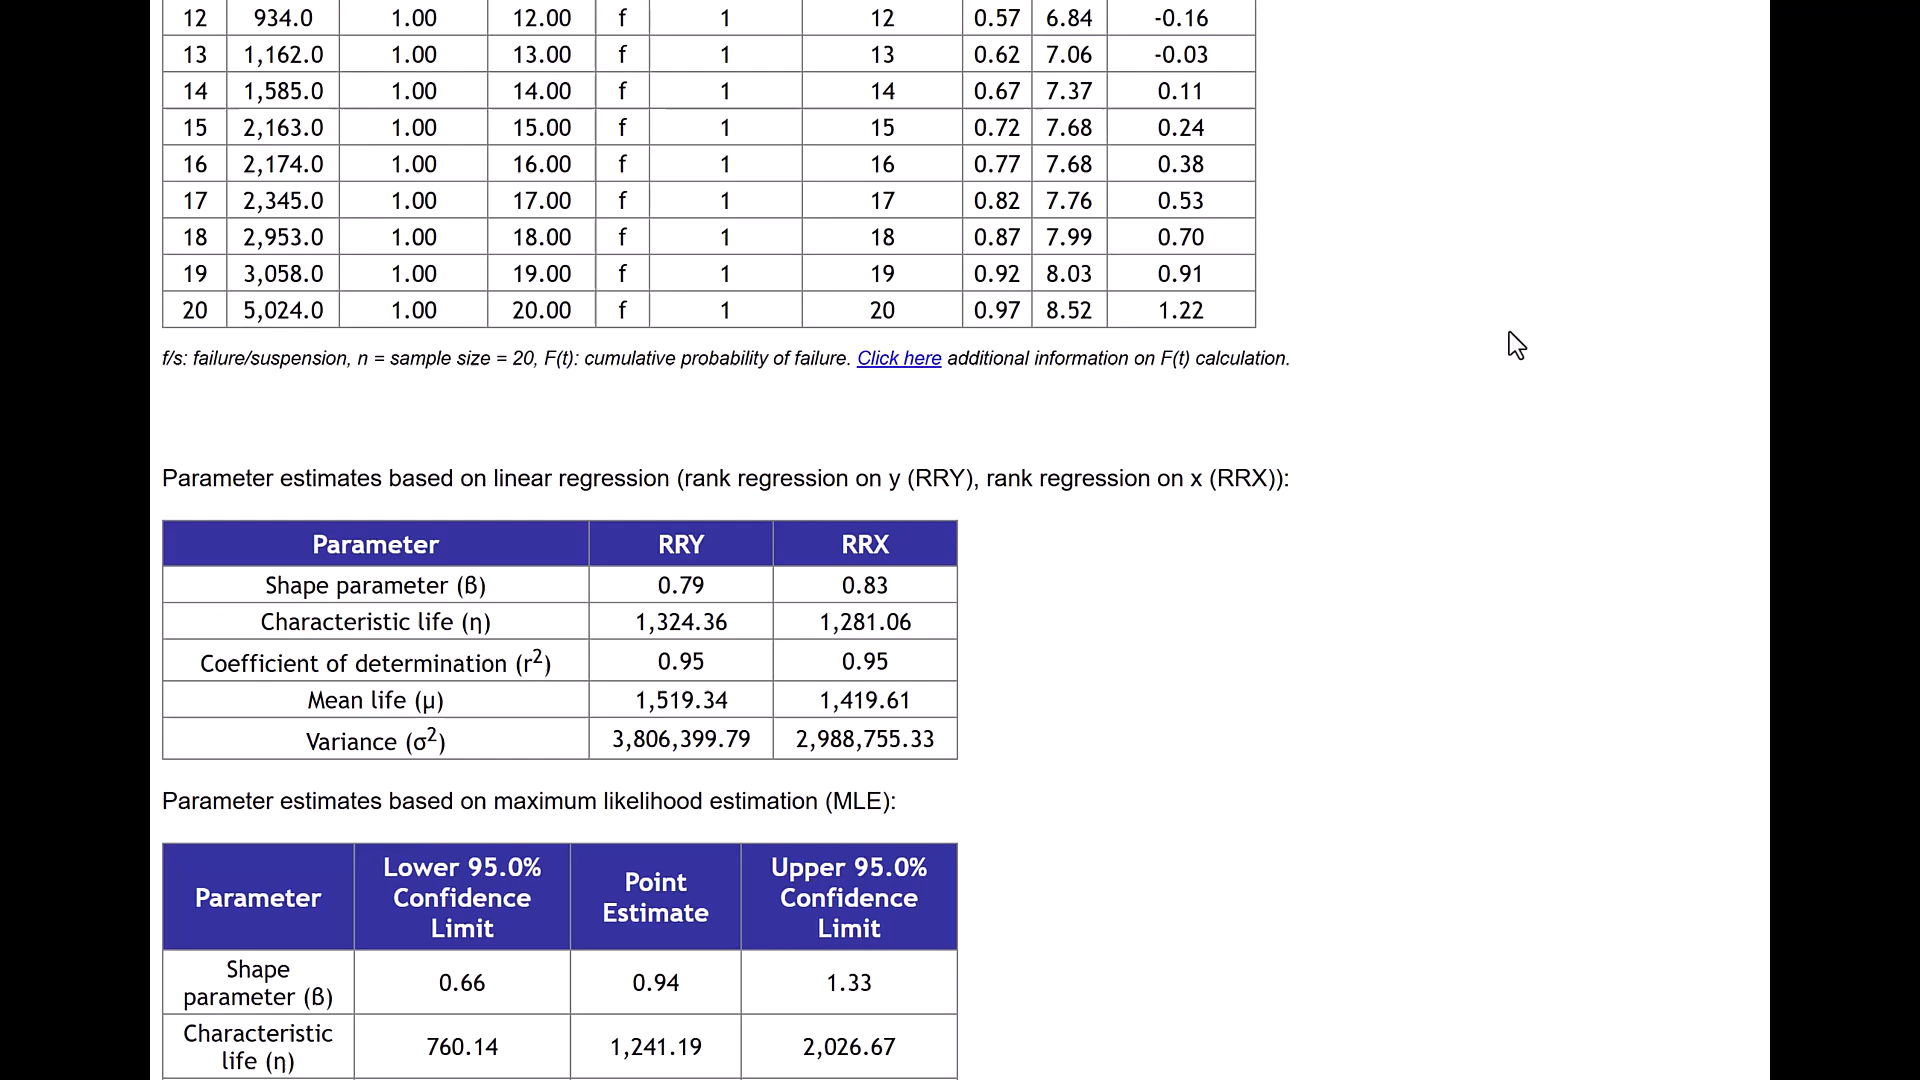 12 934.0 1.00 12.00 f 1 12 0.57 6.84 -0.16
13 1,162.0 1.00 13.00 f 1 13 0.62 7.06 -0.03
14 1,585.0 1.00 14.00 f 1 14 0.67 7.37 0.11
15 2,163.0 1.00 15.00 f 1 15 0.72 7.68 0.24
16 2,174.0 1.00 16.00 f 1 16 0.77 7.68 0.38
17 2,345.0 1.00 17.00 f 1 17 0.82 7.76 0.53
18 2,953.0 1.00 18.00 f 1 18 0.87 7.99 0.70
19 3,058.0 1.00 19.00 f 1 19 0.92 8.03 0.91
20 5,024.0 1.00 20.00 f 1 20 0.97 8.52 1.22
f/s: failure/suspension, n = sample size = 20, F(t): cumulative probability of failure. Click here additional information on F(t) calculation.
Parameter estimates based on linear regression (rank regression on y (RRY), rank regression on x (RRX)):
Parameter RRY RRX
Shape parameter (β) 0.79 0.83
Characteristic life (η) 1,324.36 1,281.06
Coefficient of determination (r²) 0.95 0.95
Mean life (μ) 1,519.34 1,419.61
Variance (σ²) 3,806,399.79 2,988,755.33
Parameter estimates based on maximum likelihood estimation (MLE):
Parameter
Lower 95.0%
Confidence
Limit
Point
Estimate
Upper 95.0%
Confidence
Limit
Shape
parameter (β)
0.66 0.94 1.33
Characteristic
life (η)
760.14 1,241.19 2,026.67